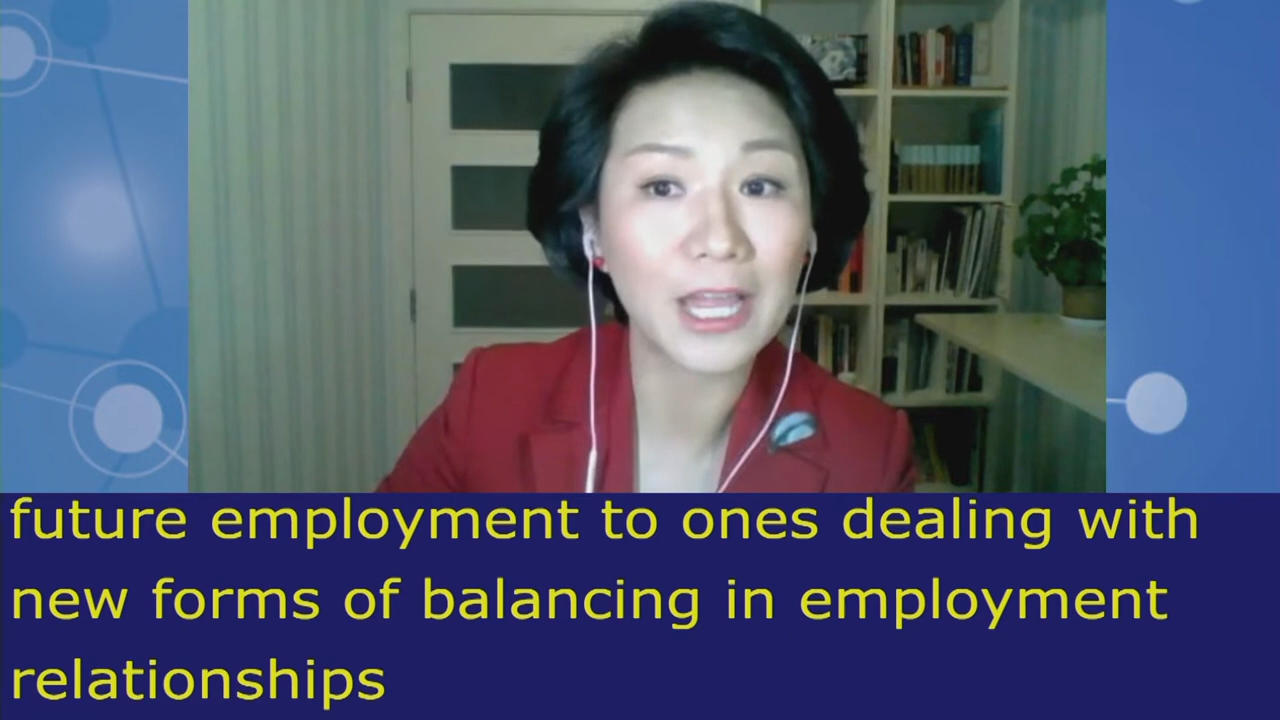 future employment to ones dealing with
new forms of balancing in employment
relationships